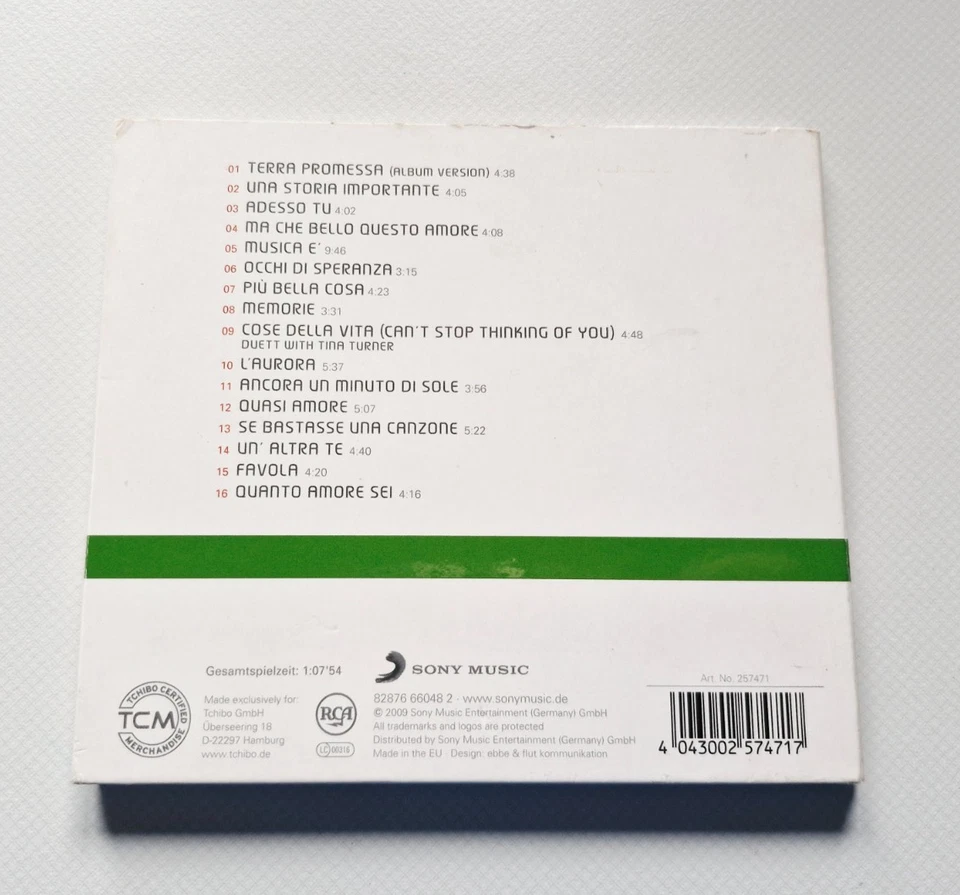 01 TERRA PROMESSA (ALBUM VERSION) 4:38
02 UNA STORIA IMPORTANTE 4:05
03 ADESSO TU 4:02
04 MA CHE BELLO QUESTO AMORE 4:08
05 MUSICA E' 9:46
06 OCCHI DI SPERANZA 3:15
07 PIÙ BELLA COSA 4:23
08 MEMORIE 3:31
09 COSE DELLA VITA (CAN'T STOP THINKING OF YOU) 4:48
DUETT WITH TINA TURNER
10 L'AURORA 5:37
11 ANCORA UN MINUTO DI SOLE 3:56
12 QUASI AMORE 5:07
13 SE BASTASSE UNA CANZONE 5:22
14 UN' ALTRA TE 4:40
15 FAVOLA 4:20
16 QUANTO AMORE SEI 4:16
Gesamtspielzeit: 1:07'54
SONY MUSIC
TCHIBO CERTIFIED
TCM
MERCHANDISE
Made exclusively for:
Tchibo GmbH
Überseering 18
D-22297 Hamburg
www.tchibo.de
RCA
LC 00316
82876 66048 2 · www.sonymusic.de
© 2009 Sony Music Entertainment (Germany) GmbH
All trademarks and logos are protected
Distributed by Sony Music Entertainment (Germany) GmbH
Made in the EU · Design: ebbe & flut kommunikation
Art. No. 257471
4 043002 574717